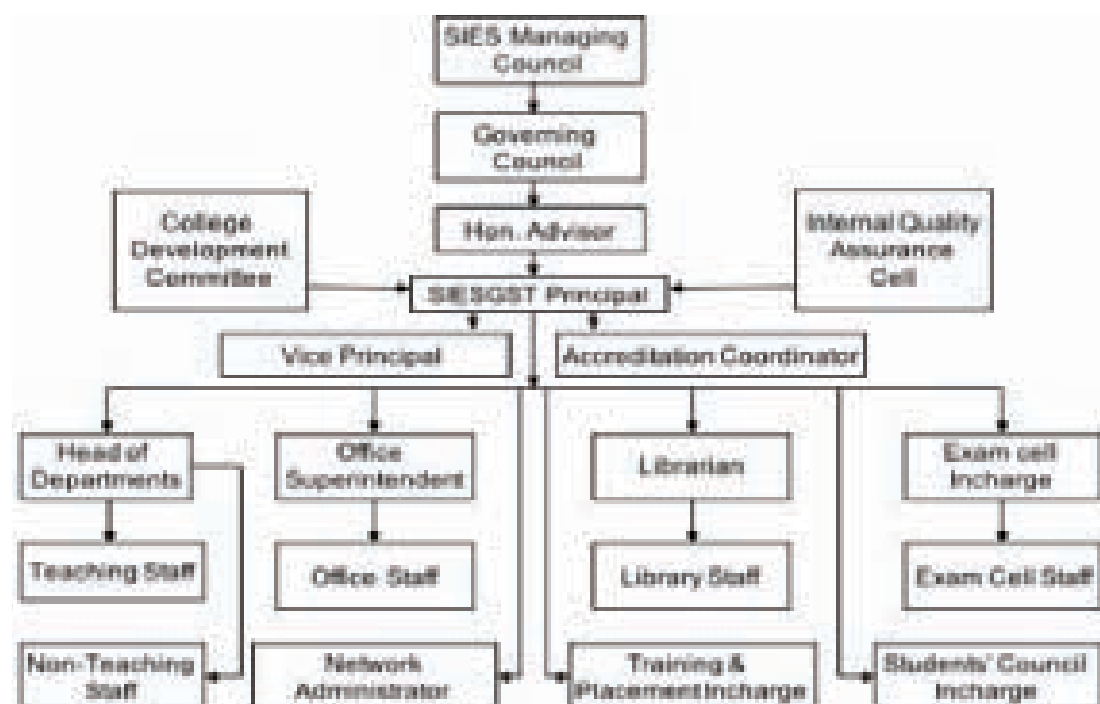 SIES Managing
Council
Governing
Council
College
Development
Committee
Hon. Advisor
Internal Quality
Assurance
Cell
SIESGST Principal
Vice Principal
Accreditation Coordinator
Head of
Departments
Office
Superintendent
Librarian
Exam cell
Incharge
Teaching Staff
Office Staff
Library Staff
Exam Cell Staff
Non-Teaching
Staff
Network
Administrator
Training &
Placement Incharge
Students' Council
Incharge